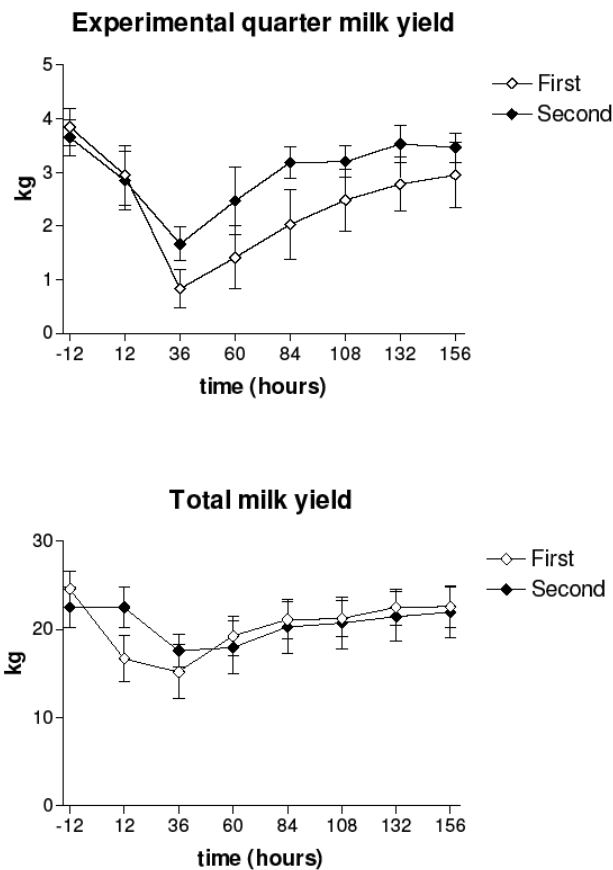 Experimental quarter milk yield
5
4
3
2
1
0
kg
-12 12 36 60 84 108 132 156
time (hours)
First
Second
Total milk yield
30
20
10
0
kg
-12 12 36 60 84 108 132 156
time (hours)
First
Second